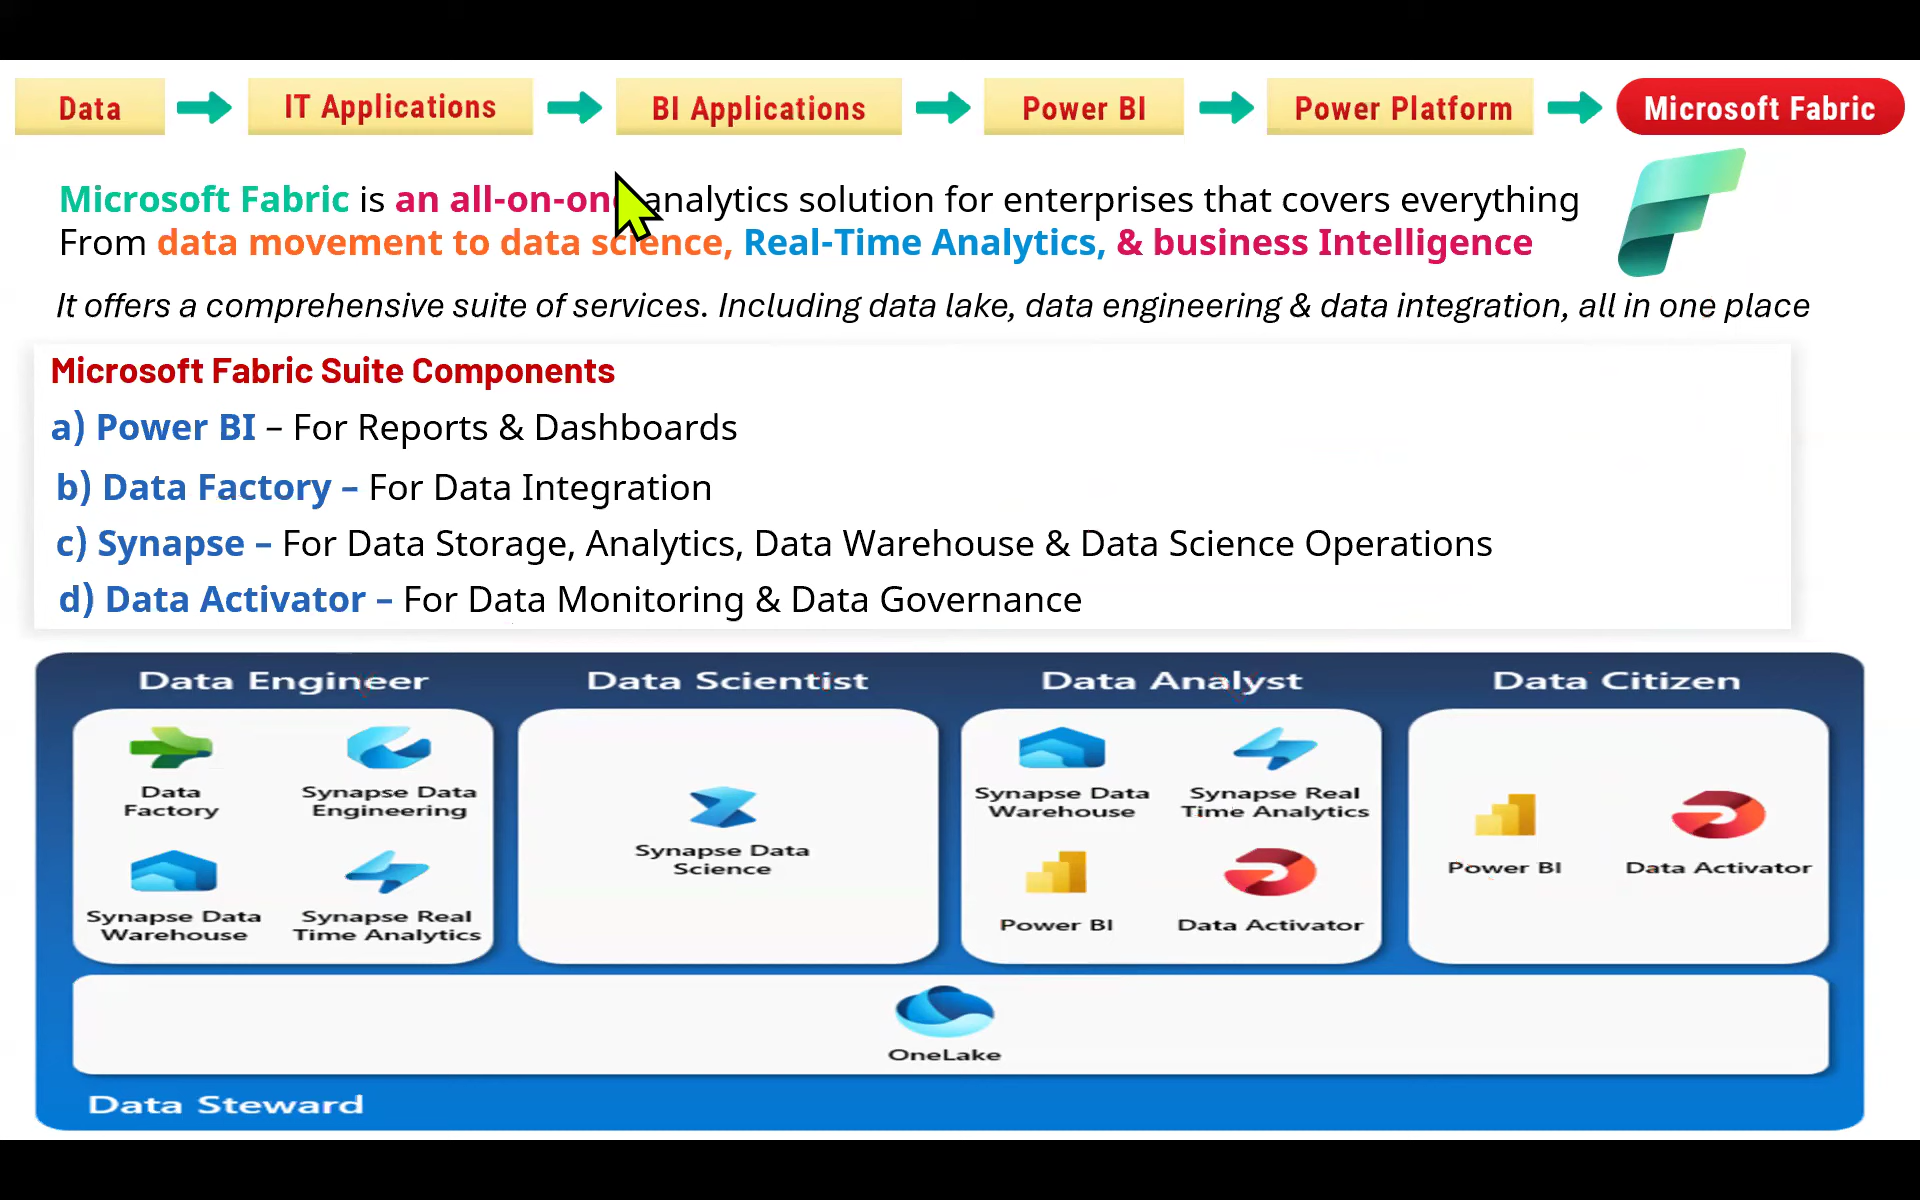 Data
IT Applications
BI Applications
Power BI
Power Platform
Microsoft Fabric
Microsoft Fabric is an all-on-one analytics solution for enterprises that covers everything
From data movement to data science, Real-Time Analytics, & business Intelligence
It offers a comprehensive suite of services. Including data lake, data engineering & data integration, all in one place
Microsoft Fabric Suite Components
a) Power BI – For Reports & Dashboards
b) Data Factory – For Data Integration
c) Synapse – For Data Storage, Analytics, Data Warehouse & Data Science Operations
d) Data Activator – For Data Monitoring & Data Governance
Data Engineer
Data
Factory
Synapse Data
Engineering
Synapse Data
Warehouse
Synapse Real
Time Analytics
Data Scientist
Synapse Data
Science
Data Analyst
Synapse Data
Warehouse
Synapse Real
Time Analytics
Power BI
Data Activator
Data Citizen
Power BI
Data Activator
OneLake
Data Steward